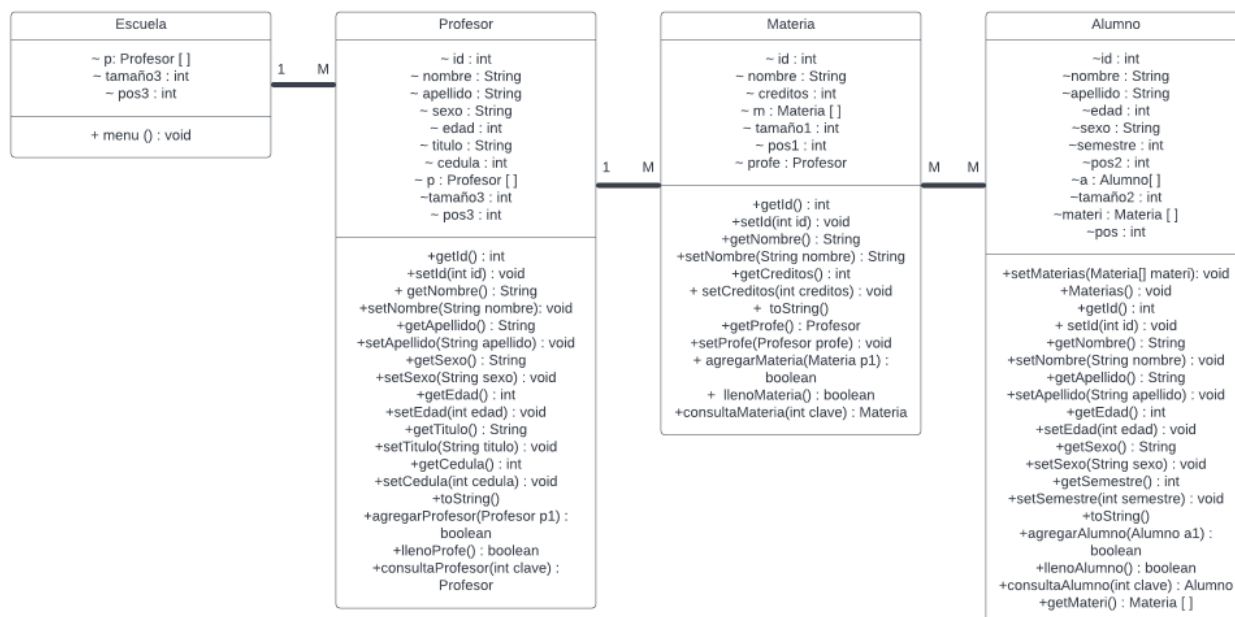 Escuela
~ p: Profesor [ ]
~ tamaño3 : int
~ pos3 : int
+ menu () : void
1 M
Profesor
~ id : int
~ nombre : String
~ apellido : String
~ sexo : String
~ edad : int
~ titulo : String
~ cedula : int
~ p : Profesor [ ]
~tamaño3 : int
~ pos3 : int
+getId() : int
+setId(int id) : void
+ getNombre() : String
+setNombre(String nombre): void
+getApellido() : String
+setApellido(String apellido) : void
+getSexo() : String
+setSexo(String sexo) : void
+getEdad() : int
+setEdad(int edad) : void
+getTitulo() : String
+setTitulo(String titulo) : void
+getCedula() : int
+setCedula(int cedula) : void
+toString()
+agregarProfesor(Profesor p1) :
boolean
+llenoProfe() : boolean
+consultaProfesor(int clave) :
Profesor
1 M
Materia
~ id : int
~ nombre : String
~ creditos : int
~ m : Materia [ ]
~ tamaño1 : int
~ pos1 : int
~ profe : Profesor
+getId() : int
+setId(int id) : void
+getNombre() : String
+setNombre(String nombre) : String
+getCreditos() : int
+ setCreditos(int creditos) : void
+ toString()
+getProfe() : Profesor
+setProfe(Profesor profe) : void
+ agregarMateria(Materia p1) :
boolean
+ llenoMateria() : boolean
+consultaMateria(int clave) : Materia
M M
Alumno
~id : int
~nombre : String
~apellido : String
~edad : int
~sexo : String
~semestre : int
~pos2 : int
~a : Alumno[ ]
~tamaño2 : int
~materi : Materia [ ]
~pos : int
+setMaterias(Materia[] materi): void
+Materias() : void
+getId() : int
+ setId(int id) : void
+getNombre() : String
+setNombre(String nombre) : void
+getApellido() : String
+setApellido(String apellido) : void
+getEdad() : int
+setEdad(int edad) : void
+getSexo() : String
+setSexo(String sexo) : void
+getSemestre() : int
+setSemestre(int semestre) : void
+toString()
+agregarAlumno(Alumno a1) :
boolean
+llenoAlumno() : boolean
+consultaAlumno(int clave) : Alumno
+getMateri() : Materia [ ]